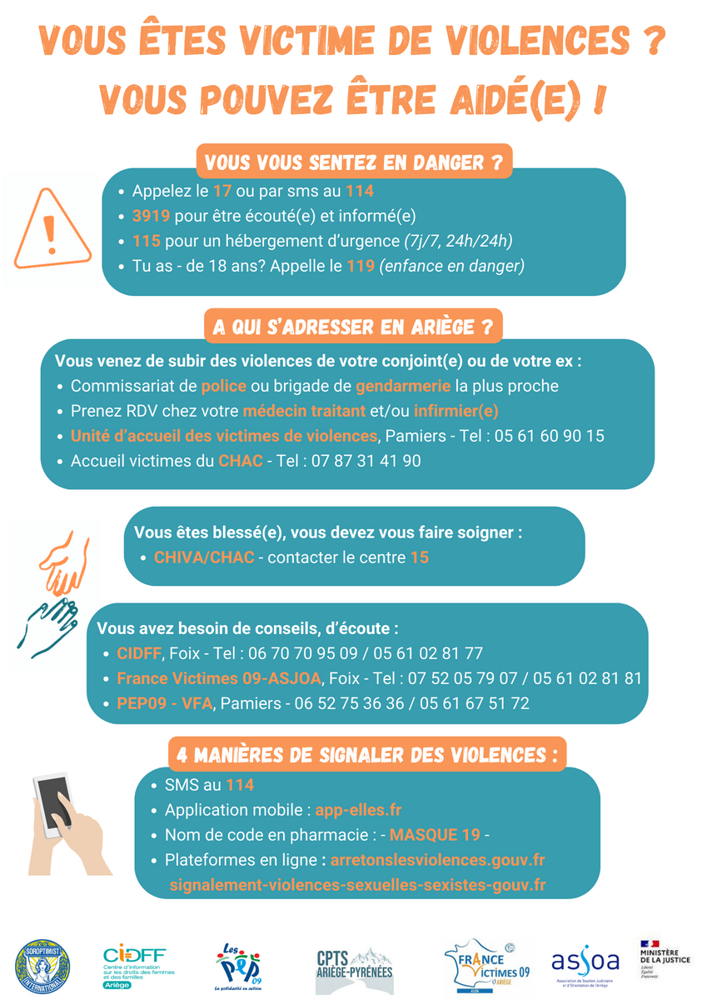 VOUS ÊTES VICTIME DE VIOLENCES ?
VOUS POUVEZ ÊTRE AIDÉ(E) !
VOUS VOUS SENTEZ EN DANGER ?
• Appelez le 17 ou par sms au 114
• 3919 pour être écouté(e) et informé(e)
• 115 pour un hébergement d'urgence (7j/7, 24h/24h)
• Tu as - de 18 ans? Appelle le 119 (enfance en danger)
A QUI S'ADRESSER EN ARIÈGE ?
Vous venez de subir des violences de votre conjoint(e) ou de votre ex :
• Commissariat de police ou brigade de gendarmerie la plus proche
• Prenez RDV chez votre médecin traitant et/ou infirmier(e)
• Unité d'accueil des victimes de violences, Pamiers - Tel : 05 61 60 90 15
• Accueil victimes du CHAC - Tel : 07 87 31 41 90
Vous êtes blessé(e), vous devez vous faire soigner :
• CHIVA/CHAC - contacter le centre 15
Vous avez besoin de conseils, d'écoute :
• CIDFF, Foix - Tel : 06 70 70 95 09 / 05 61 02 81 77
• France Victimes 09-ASJOA, Foix - Tel : 07 52 05 79 07 / 05 61 02 81 81
• PEP09 - VFA, Pamiers - 06 52 75 36 36 / 05 61 67 51 72
4 MANIÈRES DE SIGNALER DES VIOLENCES :
• SMS au 114
• Application mobile : app-elles.fr
• Nom de code en pharmacie : - MASQUE 19 -
• Plateformes en ligne : arretonslesviolences.gouv.fr
signalement-violences-sexuelles-sexistes-gouv.fr
SOROPTIMIST
INTERNATIONAL
CIDFF
Centre d'information
sur les droits des femmes
et des familles
Ariège
Les
PEP
09
La solidarité en action
CPTS
ARIÈGE-PYRÉNÉES
FRANCE
VICTIMES 09
ARIÈGE
ASJOA
asjoa
Association de Soutien Judiciaire
et d'Orientation de l'Ariège
MINISTÈRE
DE LA JUSTICE
Liberté
Égalité
Fraternité